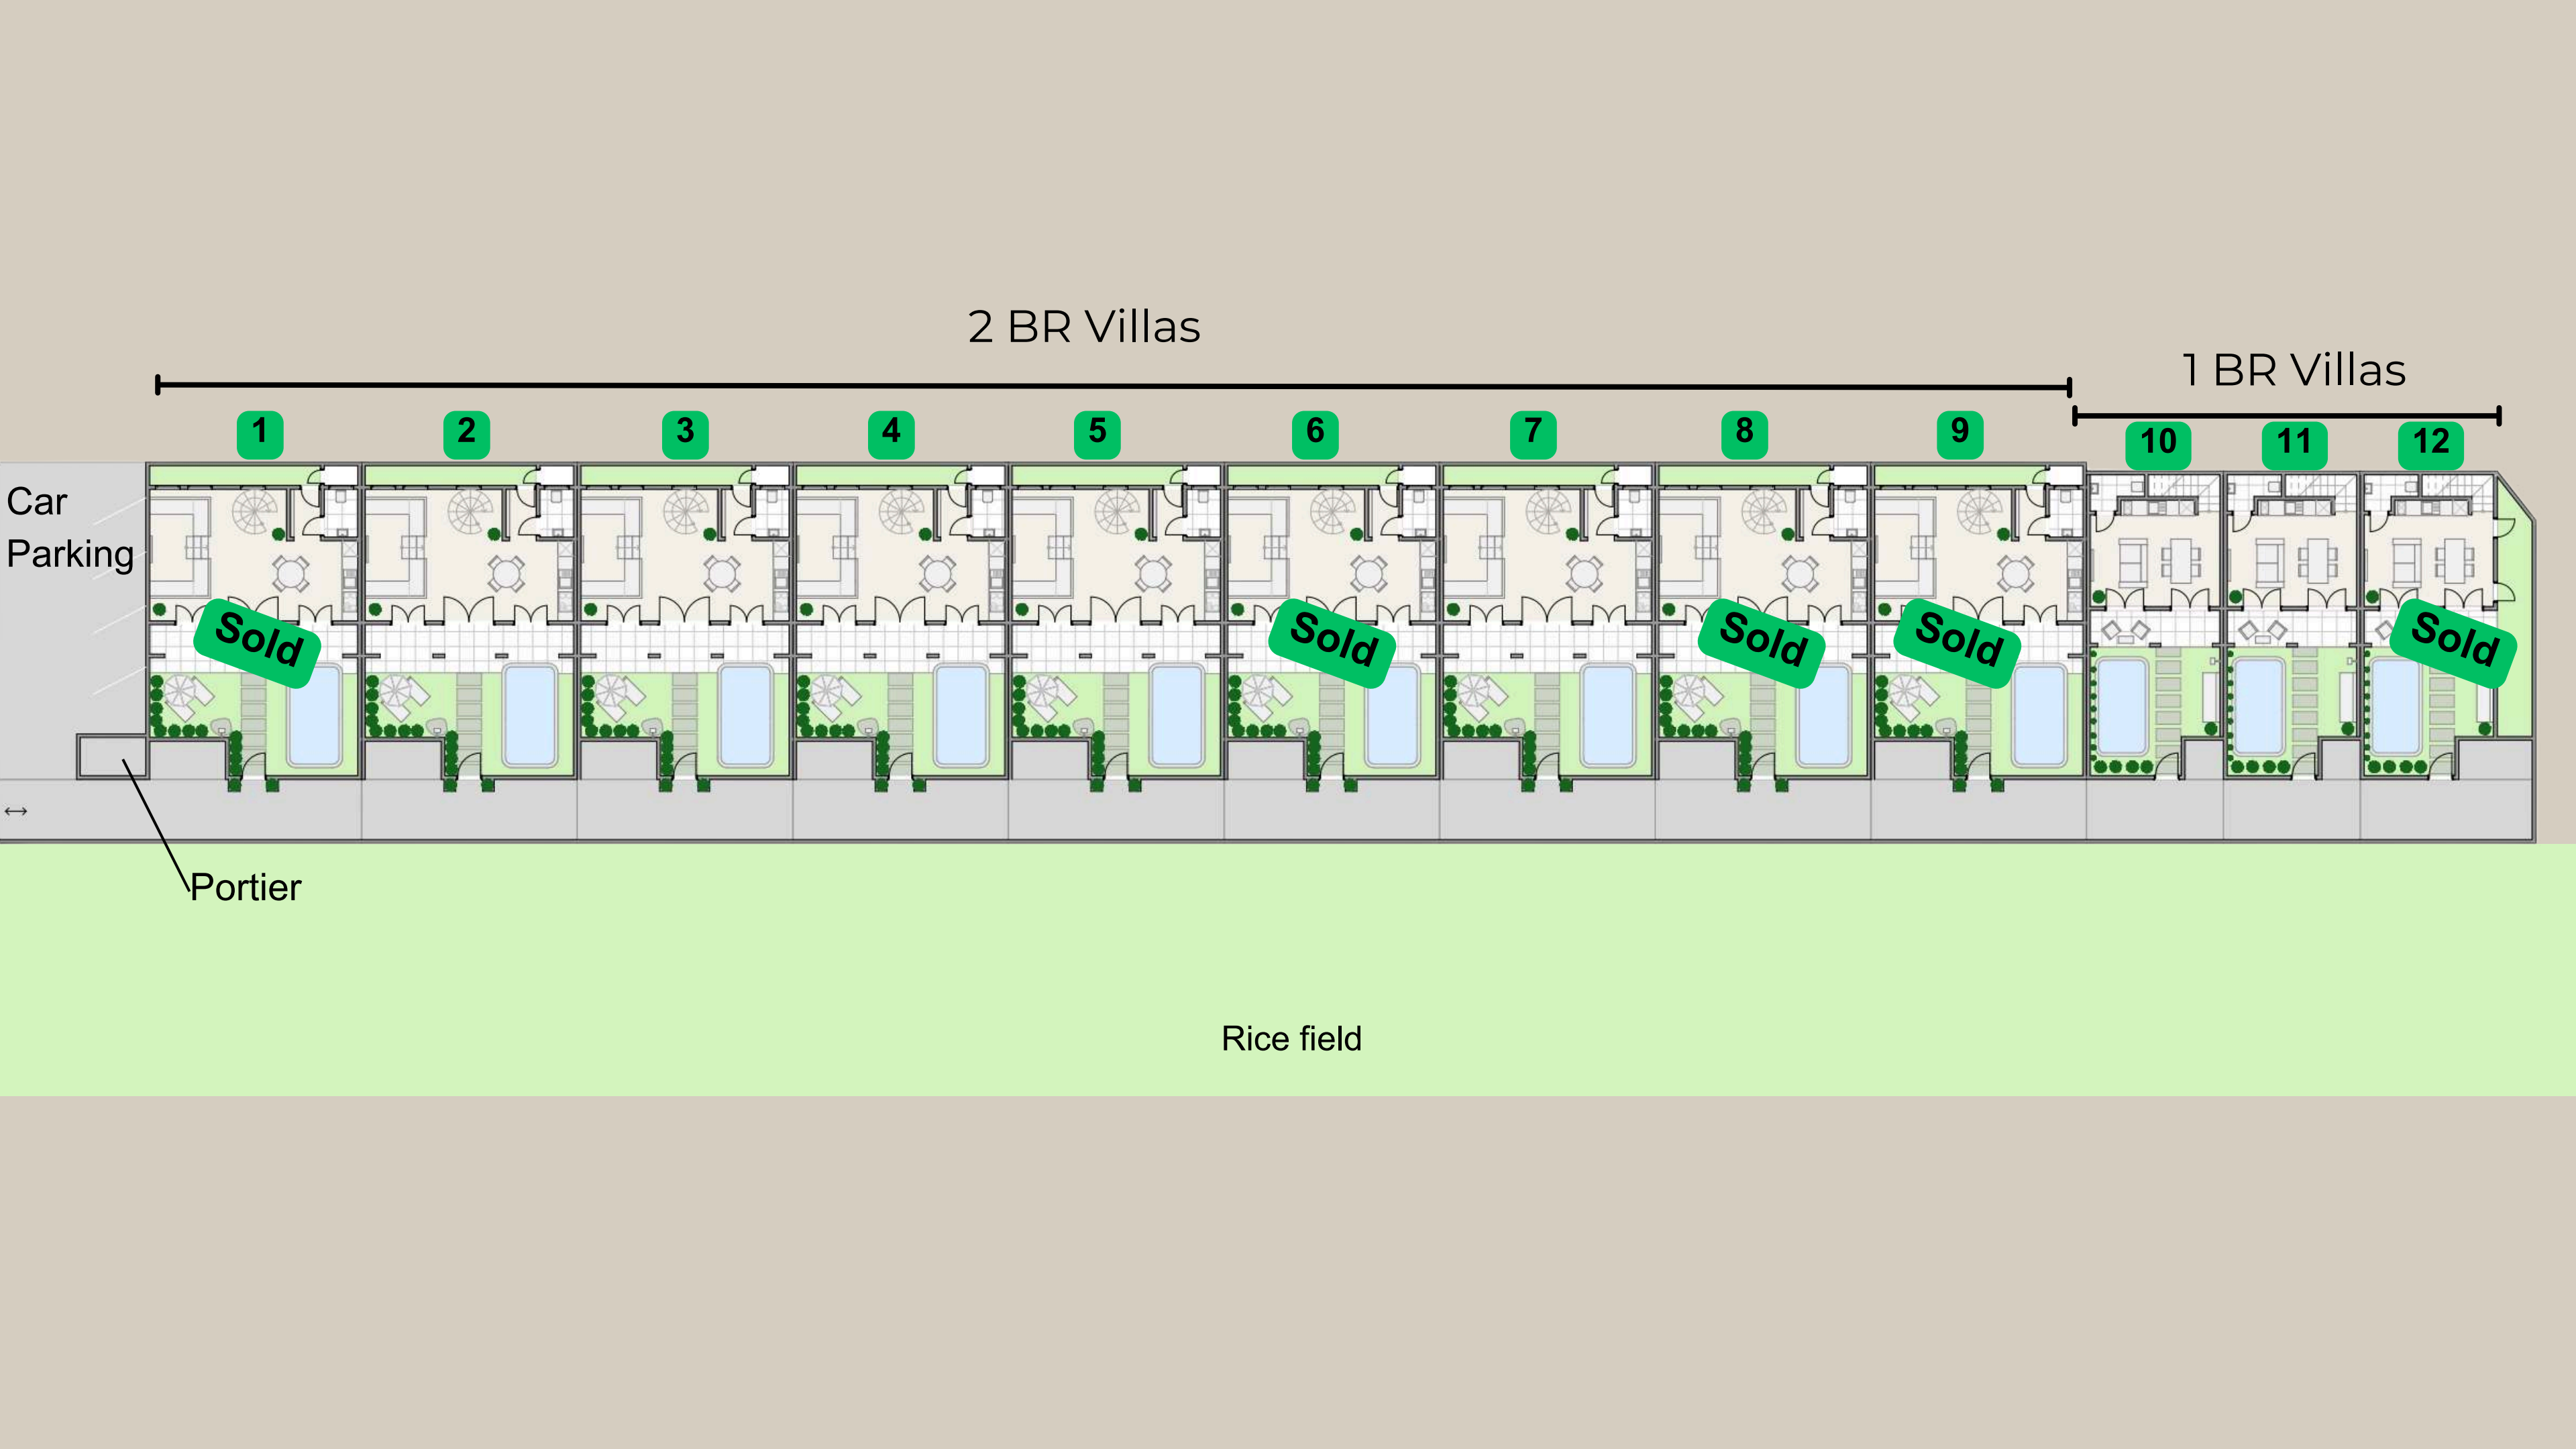 2 BR Villas
1 BR Villas
1
2
3
4
5
6
7
8
9
10
11
12
Car
Parking
Sold
Sold
Sold
Sold
Sold
Portier
Rice field